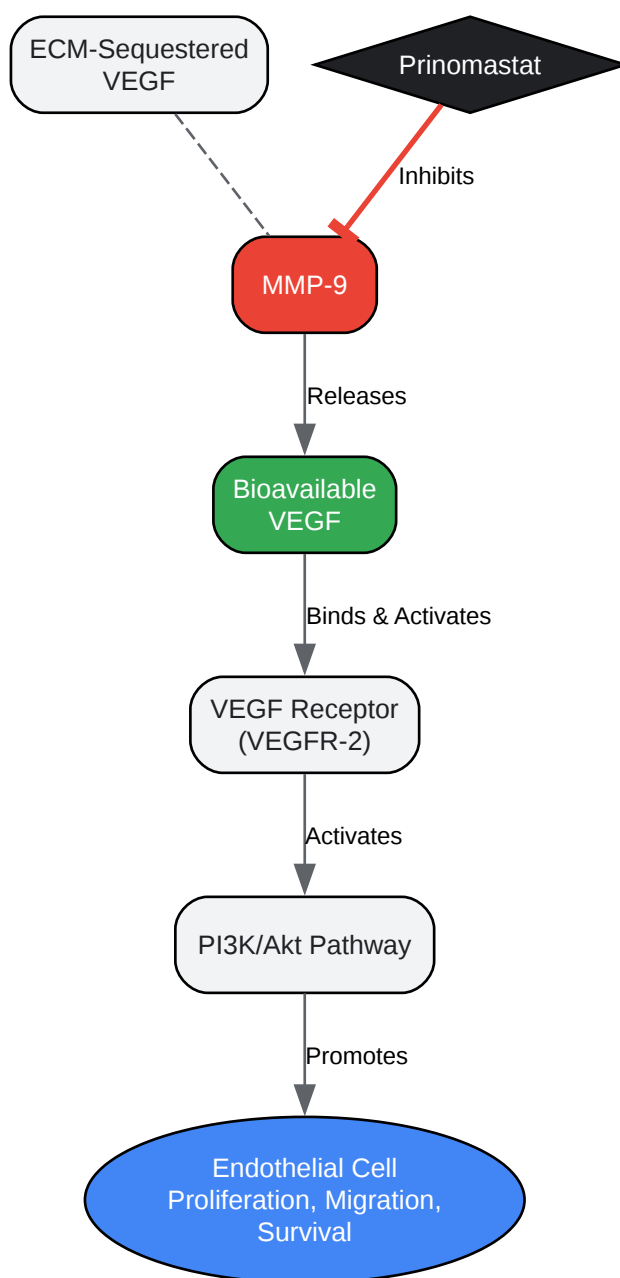 ECM-Sequestered
VEGF
Prinomastat
Inhibits
MMP-9
Releases
Bioavailable
VEGF
Binds & Activates
VEGF Receptor
(VEGFR-2)
Activates
PI3K/Akt Pathway
Promotes
Endothelial Cell
Proliferation, Migration,
Survival